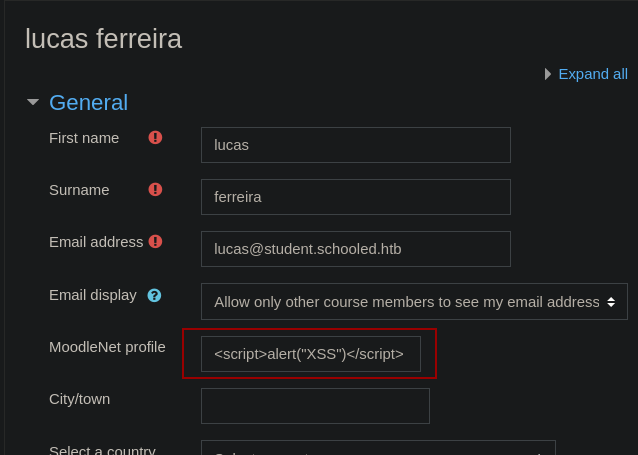 lucas ferreira
Expand all
General
First name
lucas
Surname
ferreira
Email address
lucas@student.schooled.htb
Email display
Allow only other course members to see my email address
MoodleNet profile
<script>alert("XSS")</script>
City/town
Select a country